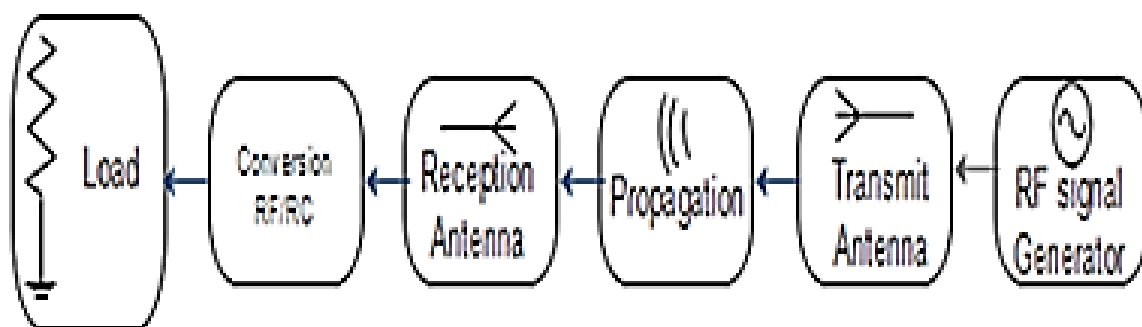 Load
Conversion
RF/RC
Reception
Antenna
Propagation
Transmit
Antenna
RF signal
Generator